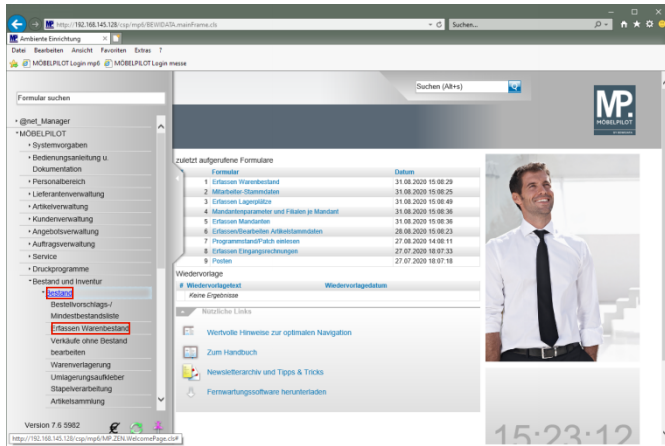 http://192.168.145.128/csp/mp6/BEWIDATA.mainFrame.cls
Suchen...
Ambiente Einrichtung
Datei Bearbeiten Ansicht Favoriten Extras ?
MÖBELPILOT Login mp6 MÖBELPILOT Login messe
Suchen (Alt+s)
Formular suchen
MP.
MÖBELPILOT
@net_Manager
MÖBELPILOT
Systemvorgaben
Bedienungsanleitung u.
Dokumentation
Personalbereich
Lieferantenverwaltung
Artikelverwaltung
Kundenverwaltung
Angebotsverwaltung
Auftragsverwaltung
Service
Druckprogramme
Bestand und Inventur
Bestand
Bestellvorschlags-/
Mindestbestandsliste
Erfassen Warenbestand
Verkäufe ohne Bestand
bearbeiten
Warenverlagerung
Umlagerungsaufkleber
Stapelverarbeitung
Artikelsammlung
Version 7.6 5982
http://192.168.145.128/csp/mp6/MP.ZEN.WelcomePage.cls#
zuletzt aufgerufene Formulare
Formular Datum
1 Erfassen Warenbestand 31.08.2020 15:08:29
2 Mitarbeiter-Stammdaten 31.08.2020 15:08:25
3 Erfassen Lagerplätze 31.08.2020 15:08:49
4 Mandantenparameter und Filialen je Mandant 31.08.2020 15:08:36
5 Erfassen Mandanten 31.08.2020 15:08:36
6 Erfassen/Bearbeiten Artikelstammdaten 28.08.2020 15:08:23
7 Programmstand/Patch einlesen 27.08.2020 14:08:11
8 Erfassen Eingangsrechnungen 27.07.2020 18:07:33
9 Posten 27.07.2020 18:07:18
Wiedervorlage
# Wiedervorlagetext Wiedervorlagedatum
Keine Ergebnisse
Nützliche Links
Wertvolle Hinweise zur optimalen Navigation
Zum Handbuch
Newsletterarchiv und Tipps & Tricks
Fernwartungssoftware herunterladen
15:23:12